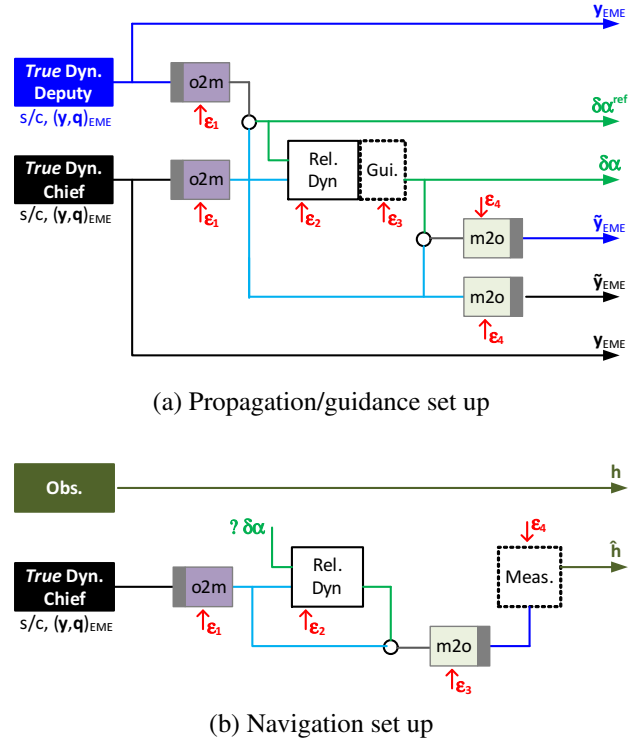 y_EME
True Dyn.
Deputy
s/c, (y,q)_EME
o2m
ε₁
δα^ref
True Dyn.
Chief
s/c, (y,q)_EME
o2m
ε₁
Rel.
Dyn
ε₂
Gui.
ε₃
δα
ε₄
m2o
ỹ_EME
m2o
ε₄
ỹ_EME
y_EME
(a) Propagation/guidance set up
Obs.
h
? δα
True Dyn.
Chief
s/c, (y,q)_EME
o2m
ε₁
Rel.
Dyn
ε₂
m2o
ε₃
ε₄
Meas.
ĥ
(b) Navigation set up